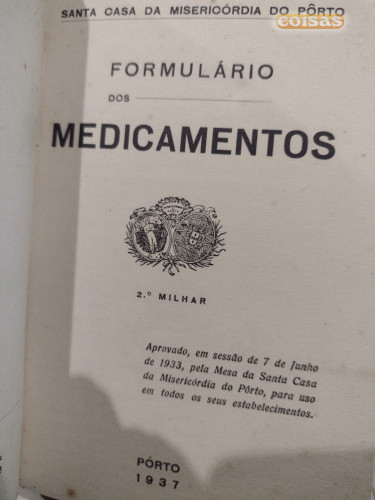 SANTA CASA DA MISERICÓRDIA DO PÔRTO
coisas
FORMULÁRIO
DOS
MEDICAMENTOS
2.º MILHAR
Aprovado, em sessão de 7 de Junho
de 1933, pela Mesa da Santa Casa
da Misericórdia do Pôrto, para uso
em todos os seus estabelecimentos.
PÔRTO
1937